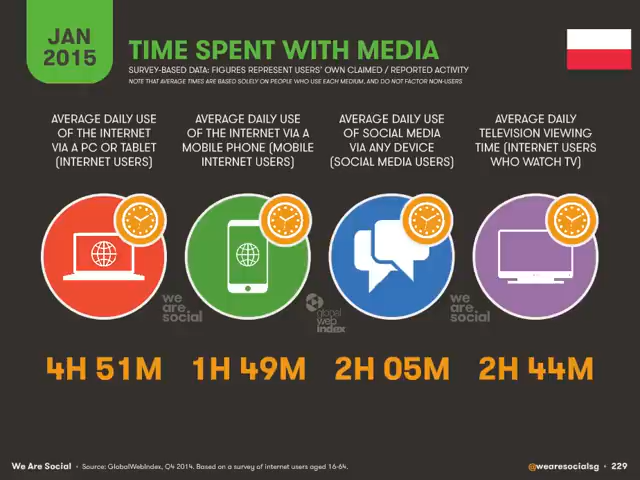 JAN
2015
TIME SPENT WITH MEDIA
SURVEY-BASED DATA: FIGURES REPRESENT USERS' OWN CLAIMED / REPORTED ACTIVITY
NOTE THAT AVERAGE TIMES ARE BASED SOLELY ON PEOPLE WHO USE EACH MEDIUM, AND DO NOT FACTOR NON-USERS
AVERAGE DAILY USE
OF THE INTERNET
VIA A PC OR TABLET
(INTERNET USERS)
AVERAGE DAILY USE
OF THE INTERNET VIA A
MOBILE PHONE (MOBILE
INTERNET USERS)
AVERAGE DAILY USE
OF SOCIAL MEDIA
VIA ANY DEVICE
(SOCIAL MEDIA USERS)
AVERAGE DAILY
TELEVISION VIEWING
TIME (INTERNET USERS
WHO WATCH TV)
we
are
social
global
web
index
we
are
social
4H 51M
1H 49M
2H 05M
2H 44M
We Are Social • Source: GlobalWebIndex, Q4 2014. Based on a survey of internet users aged 16-64.
@wearesocialsg • 229